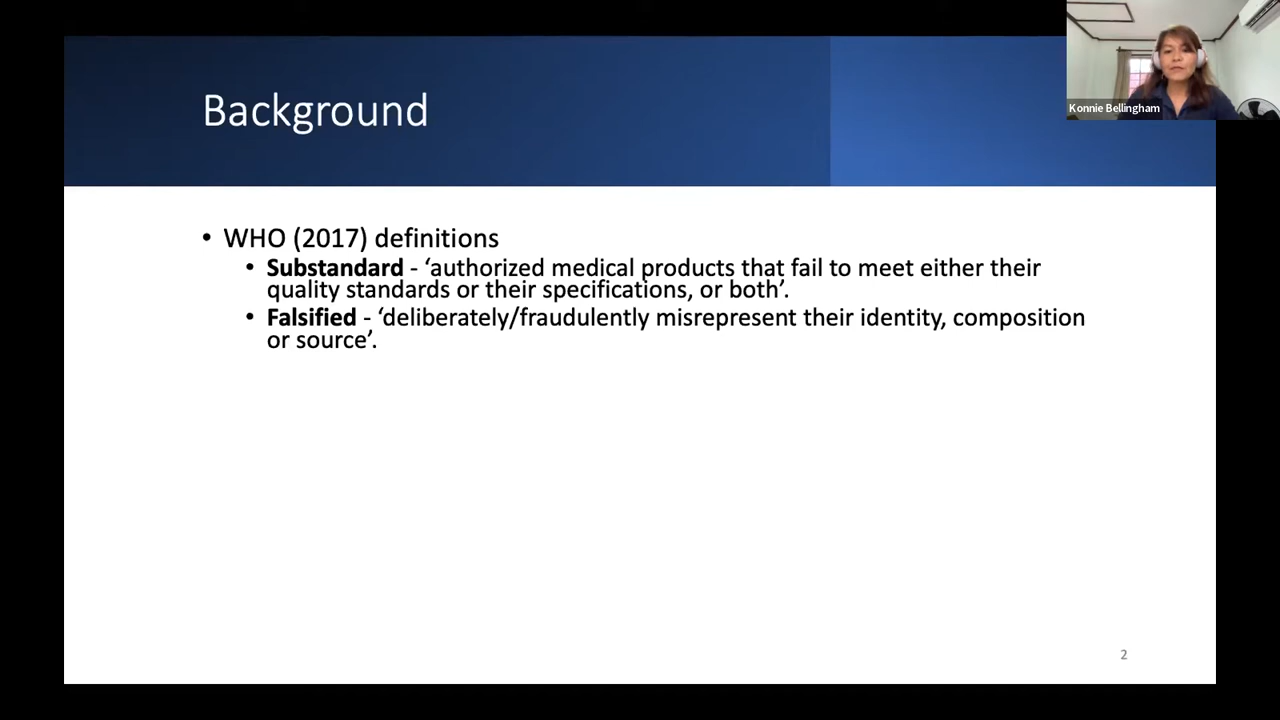 Background
Konnie Bellingham
• WHO (2017) definitions
• Substandard - ‘authorized medical products that fail to meet either their
quality standards or their specifications, or both’.
• Falsified - ‘deliberately/fraudulently misrepresent their identity, composition
or source’.
2